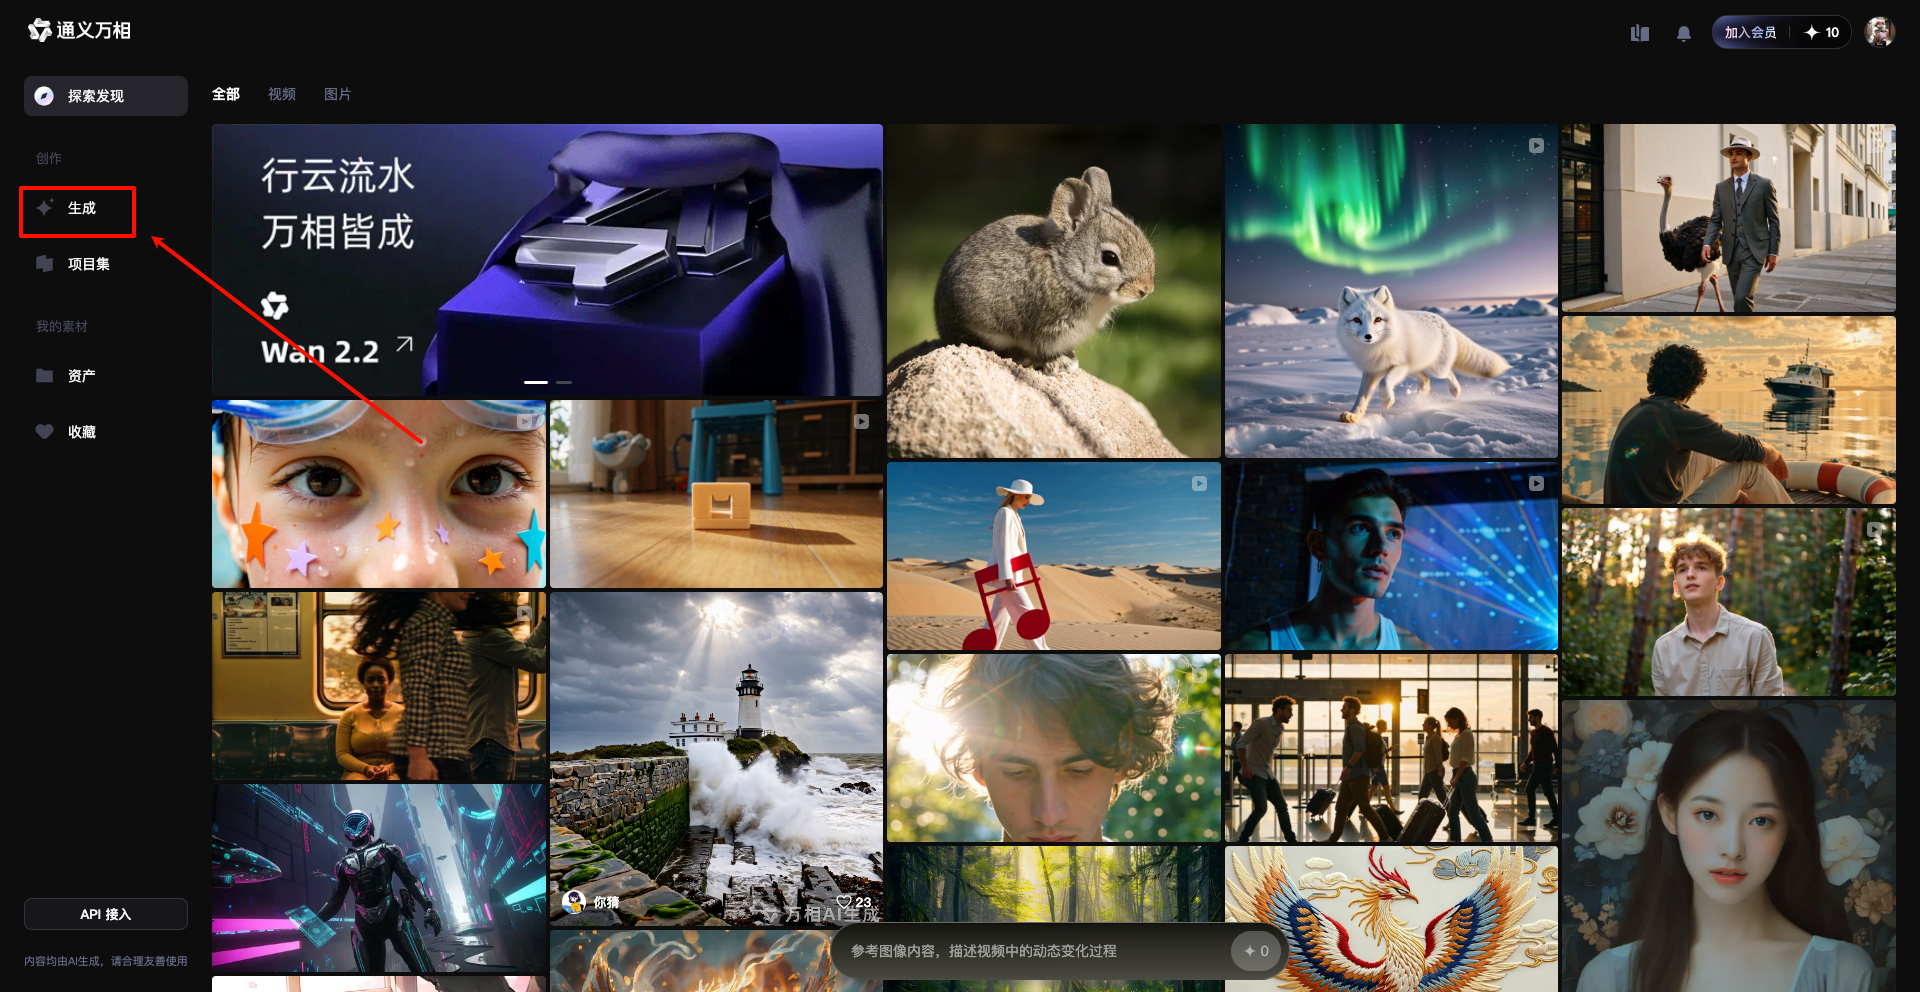 通义万相
加入会员
10
探索发现
全部
视频
图片
创作
生成
项目集
我的素材
资产
收藏
行云流水
万相皆成
Wan 2.2
你猜
23
万相AI生成
参考图像内容，描述视频中的动态变化过程
0
API 接入
内容均由AI生成，请合理友善使用